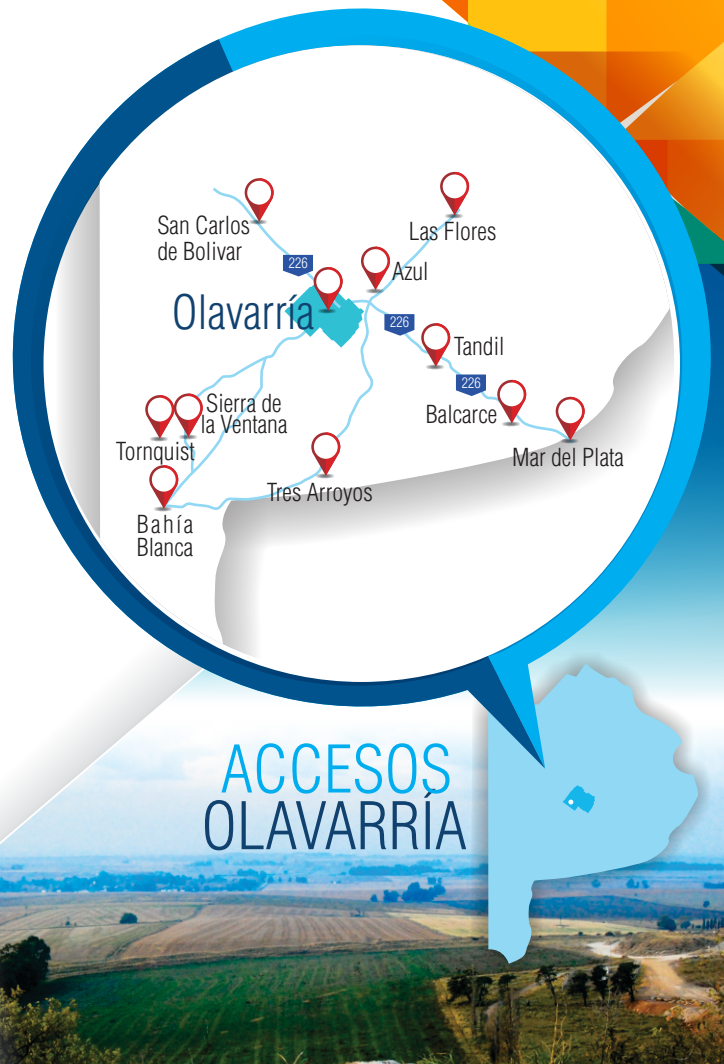 San Carlos
de Bolivar
Las Flores
226
Azul
Olavarría
226
Tandil
226
Sierra de
la Ventana
Balcarce
Tornquist
Mar del Plata
Tres Arroyos
Bahía
Blanca
ACCESOS
OLAVARRÍA